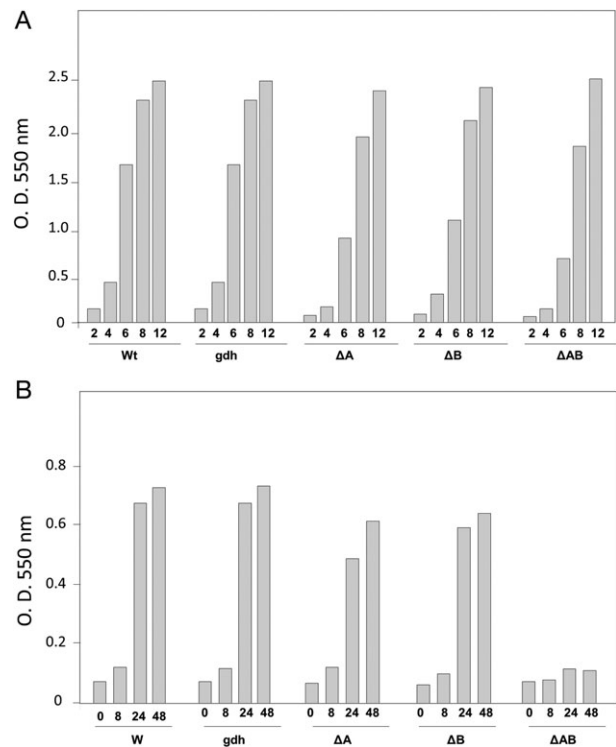 A
O. D. 550 nm
2.5
2.0
1.5
1.0
0.5
0
2 4 6 8 12 2 4 6 8 12 2 4 6 8 12 2 4 6 8 12 2 4 6 8 12
Wt gdh ΔA ΔB ΔAB
B
O. D. 550 nm
0.8
0.6
0.4
0.2
0
0 8 24 48 0 8 24 48 0 8 24 48 0 8 24 48 0 8 24 48
W gdh ΔA ΔB ΔAB